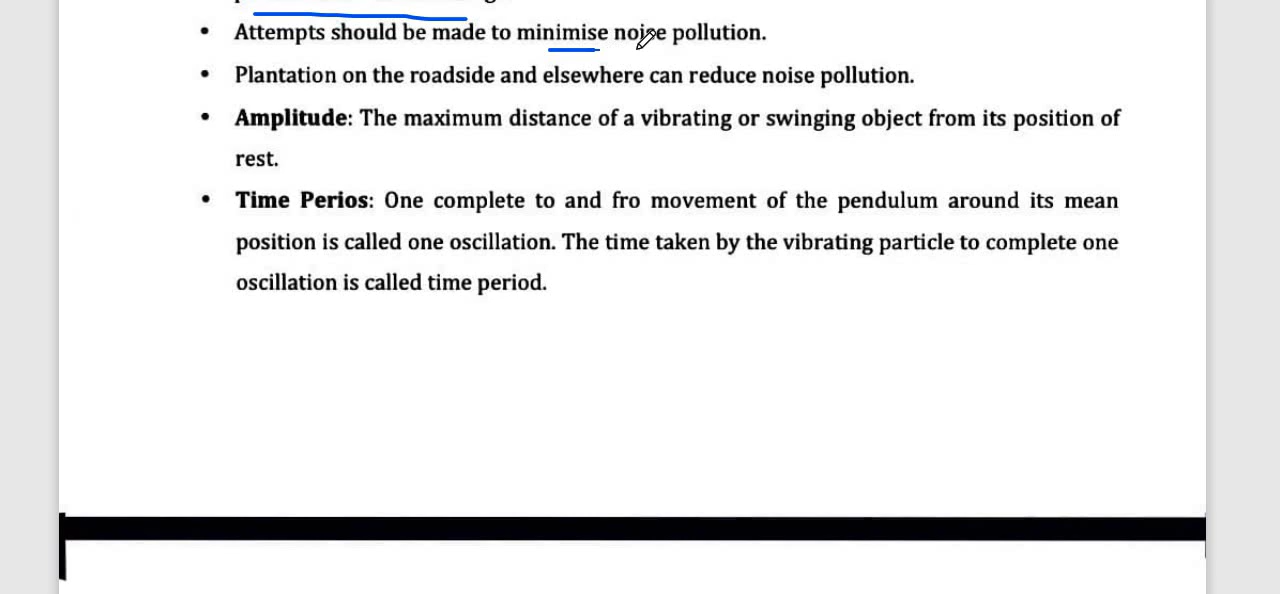 • Attempts should be made to minimise noise pollution.
• Plantation on the roadside and elsewhere can reduce noise pollution.
• Amplitude: The maximum distance of a vibrating or swinging object from its position of
rest.
• Time Perios: One complete to and fro movement of the pendulum around its mean
position is called one oscillation. The time taken by the vibrating particle to complete one
oscillation is called time period.